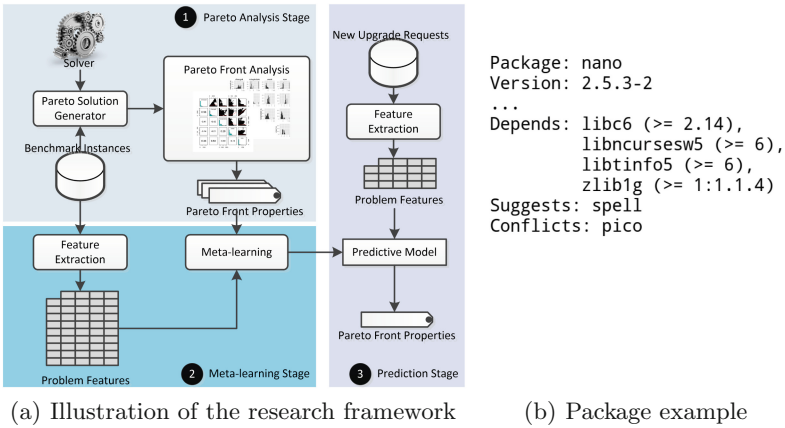 1 Pareto Analysis Stage
Solver
Pareto Solution
Generator
Benchmark Instances
Pareto Front Analysis
Pareto Front Properties
Feature
Extraction
Problem Features
Meta-learning
2 Meta-learning Stage
New Upgrade Requests
Feature
Extraction
Problem Features
Predictive Model
Pareto Front Properties
3 Prediction Stage
Package: nano
Version: 2.5.3-2
...
Depends: libc6 (>= 2.14),
libncursesw5 (>= 6),
libtinfo5 (>= 6),
zlib1g (>= 1:1.1.4)
Suggests: spell
Conflicts: pico
(a) Illustration of the research framework
(b) Package example